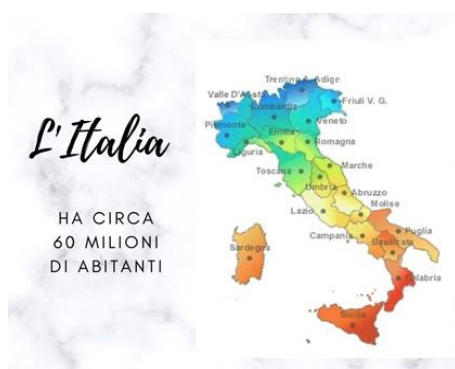 L'Italia
HA CIRCA
60 MILIONI
DI ABITANTI
Trentino A. Adige
Valle D'Aosta
Lombardia
Friuli V. G.
Piemonte
Veneto
Emilia
Romagna
Liguria
Toscana
Marche
Umbria
Abruzzo
Lazio
Molise
Campania
Puglia
Basilicata
Sardegna
Calabria
Sicilia